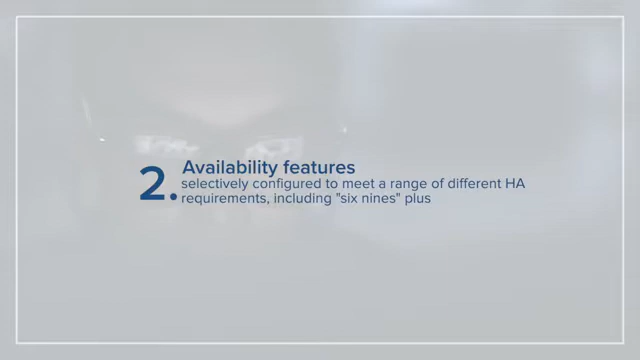 2.
Availability features
selectively configured to meet a range of different HA
requirements, including "six nines" plus